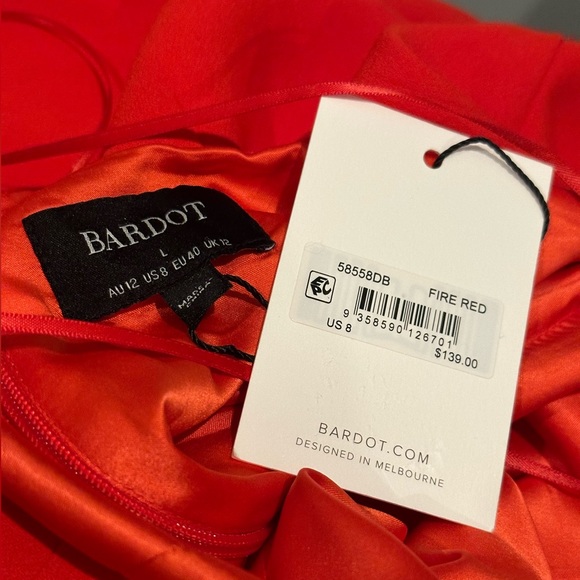 BARDOT
L
AU 12 US 8 EU 40 UK 12
58558DB
FIRE RED
9 358590 126701
US 8
$139.00
BARDOT.COM
DESIGNED IN MELBOURNE